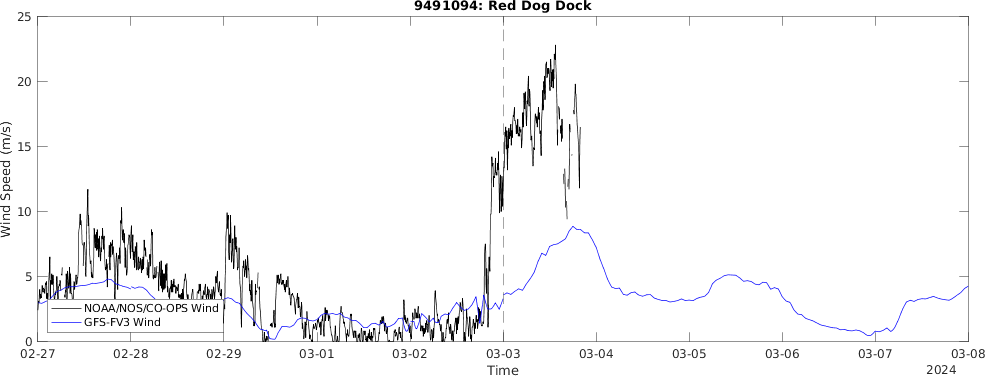 9491094: Red Dog Dock
Wind Speed (m/s)
25
20
15
10
5
0
NOAA/NOS/CO-OPS Wind
GFS-FV3 Wind
02-27 02-28 02-29 03-01 03-02 03-03 03-04 03-05 03-06 03-07 03-08
Time
2024